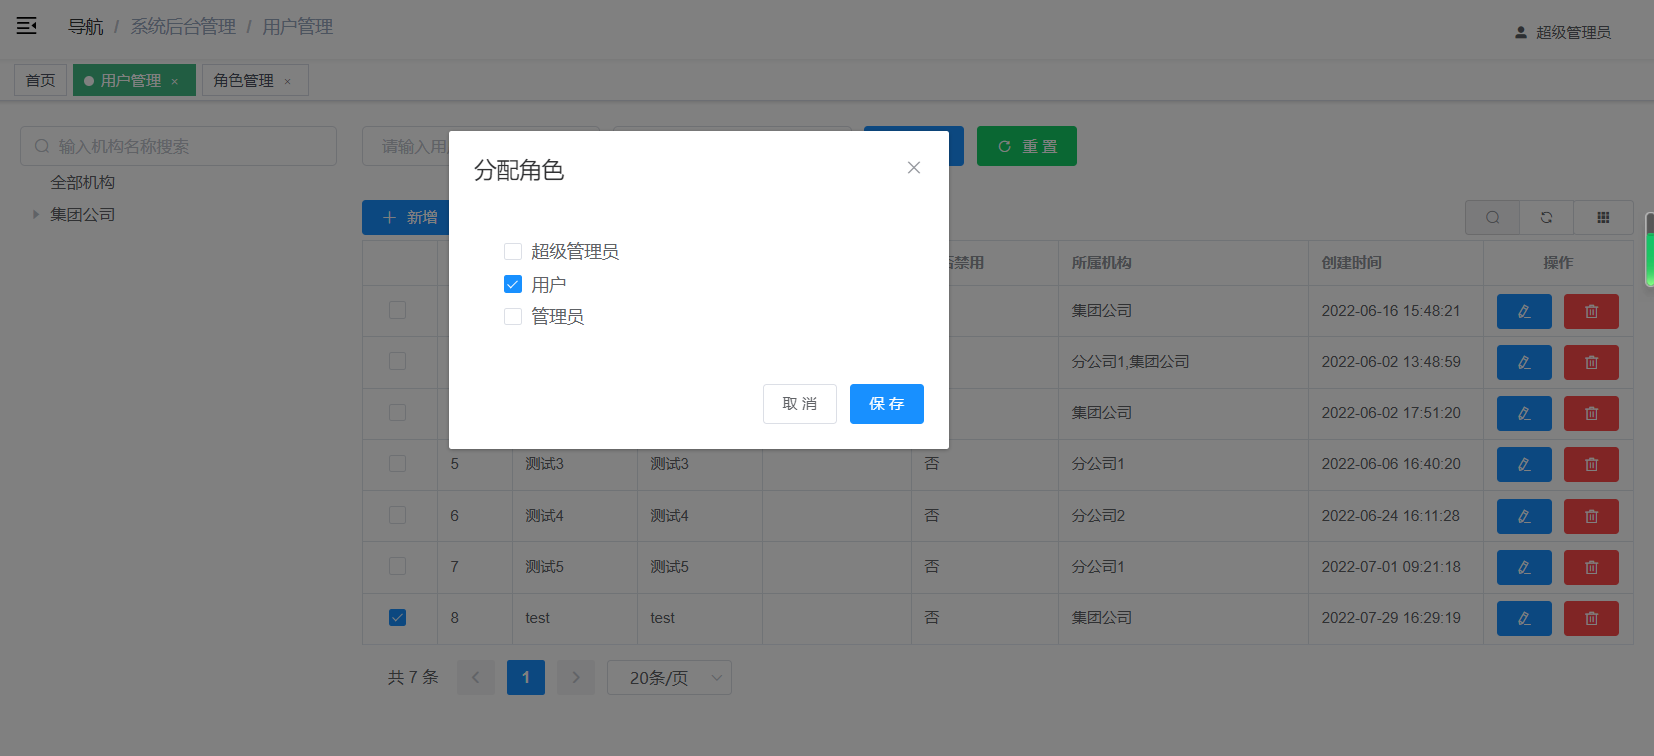 导航 / 系统后台管理 / 用户管理
超级管理员
首页
用户管理 ×
角色管理 ×
输入机构名称搜索
全部机构
集团公司
请输入用
重置
新增
分配角色
超级管理员
用户
管理员
取消
保存
禁用 所属机构 创建时间 操作
集团公司 2022-06-16 15:48:21
分公司1,集团公司 2022-06-02 13:48:59
集团公司 2022-06-02 17:51:20
5 测试3 测试3 否 分公司1 2022-06-06 16:40:20
6 测试4 测试4 否 分公司2 2022-06-24 16:11:28
7 测试5 测试5 否 分公司1 2022-07-01 09:21:18
8 test test 否 集团公司 2022-07-29 16:29:19
共 7 条 1 20条/页